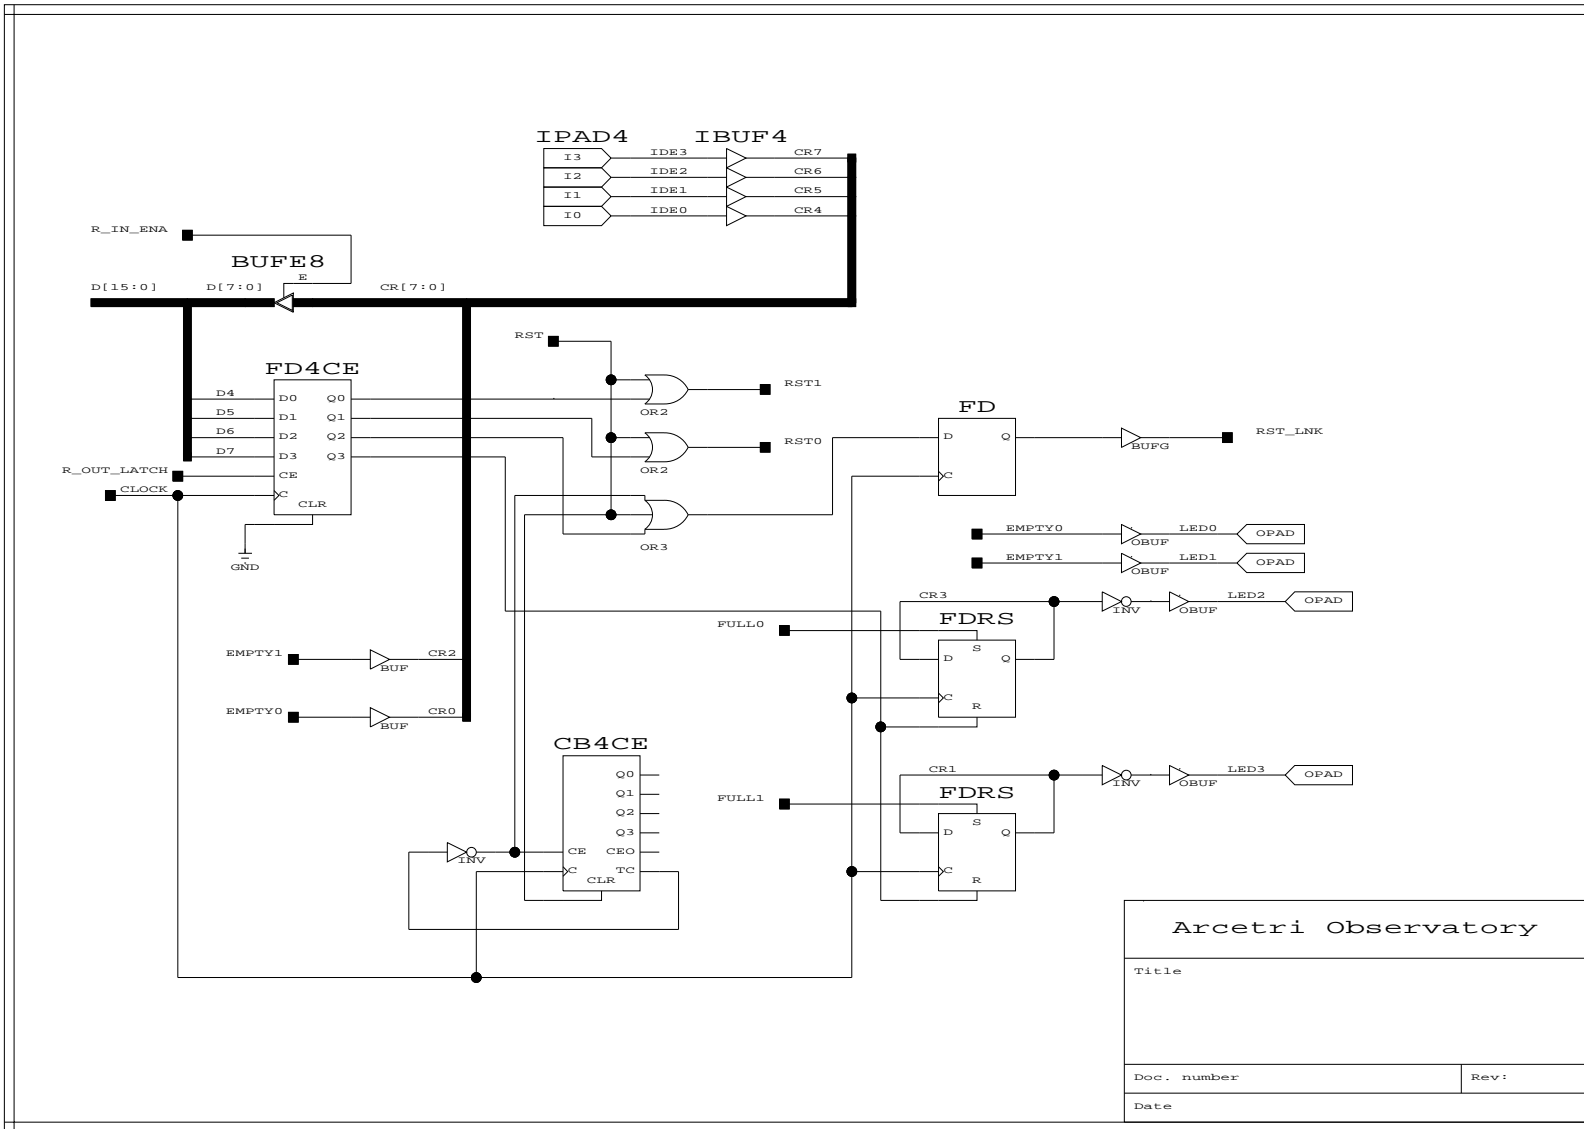 IPAD4 IBUF4
I3 IDE3 CR7
I2 IDE2 CR6
I1 IDE1 CR5
I0 IDE0 CR4
R_IN_ENA
BUFE8
E
D[15:0] D[7:0] CR[7:0]
RST
FD4CE
RST1
D4 D0 Q0
OR2
FD
D5 D1 Q1
D6 D2 Q2
RST0
D Q
RST_LNK
BUFG
D7 D3 Q3
R_OUT_LATCH CE
OR2
C
CLOCK C
CLR
EMPTY0 LED0 OPAD
OBUF
OR3
EMPTY1 LED1 OPAD
GND
OBUF
CR3
LED2 OPAD
INV OBUF
FULL0
FDRS
S
EMPTY1 CR2
BUF
D Q
C
R
EMPTY0 CR0
BUF
CB4CE
Q0
CR1
LED3 OPAD
INV OBUF
Q1
FULL1
FDRS
Q2
S
Q3
D Q
CE CEO
INV
C TC
C
CLR
R
Arcetri Observatory
Title
Doc. number Rev:
Date